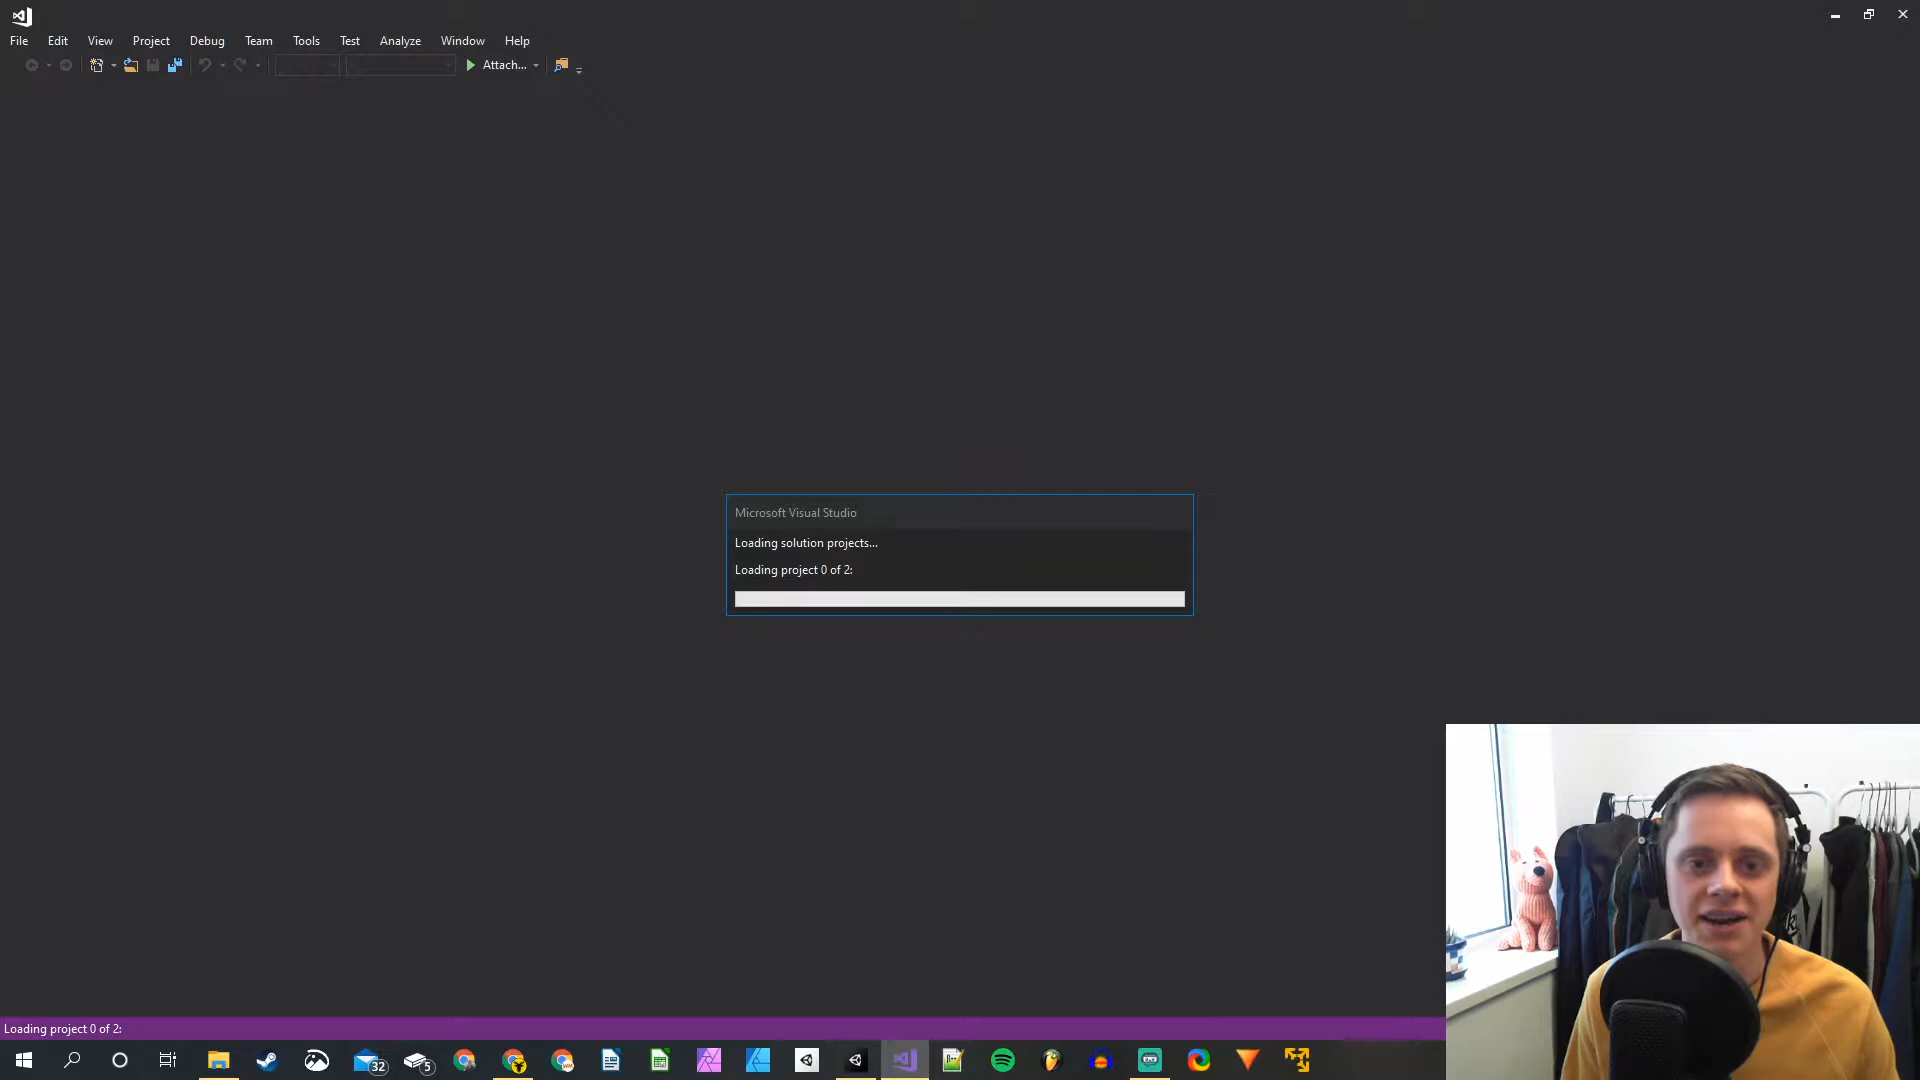 File Edit View Project Debug Team Tools Test Analyze Window Help
Attach...
Microsoft Visual Studio
Loading solution projects...
Loading project 0 of 2:
Loading project 0 of 2:
32
5